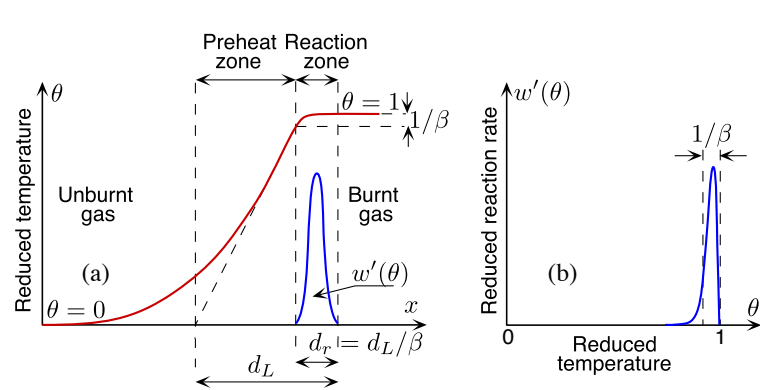 Preheat Reaction
zone zone
θ
θ = 1
1/β
Reduced temperature
Unburnt
gas
Burnt
gas
(a)
w′(θ)
θ = 0
x
d_r = d_L/β
d_L
w′(θ)
Reduced reaction rate
1/β
(b)
θ
0 1
Reduced
temperature